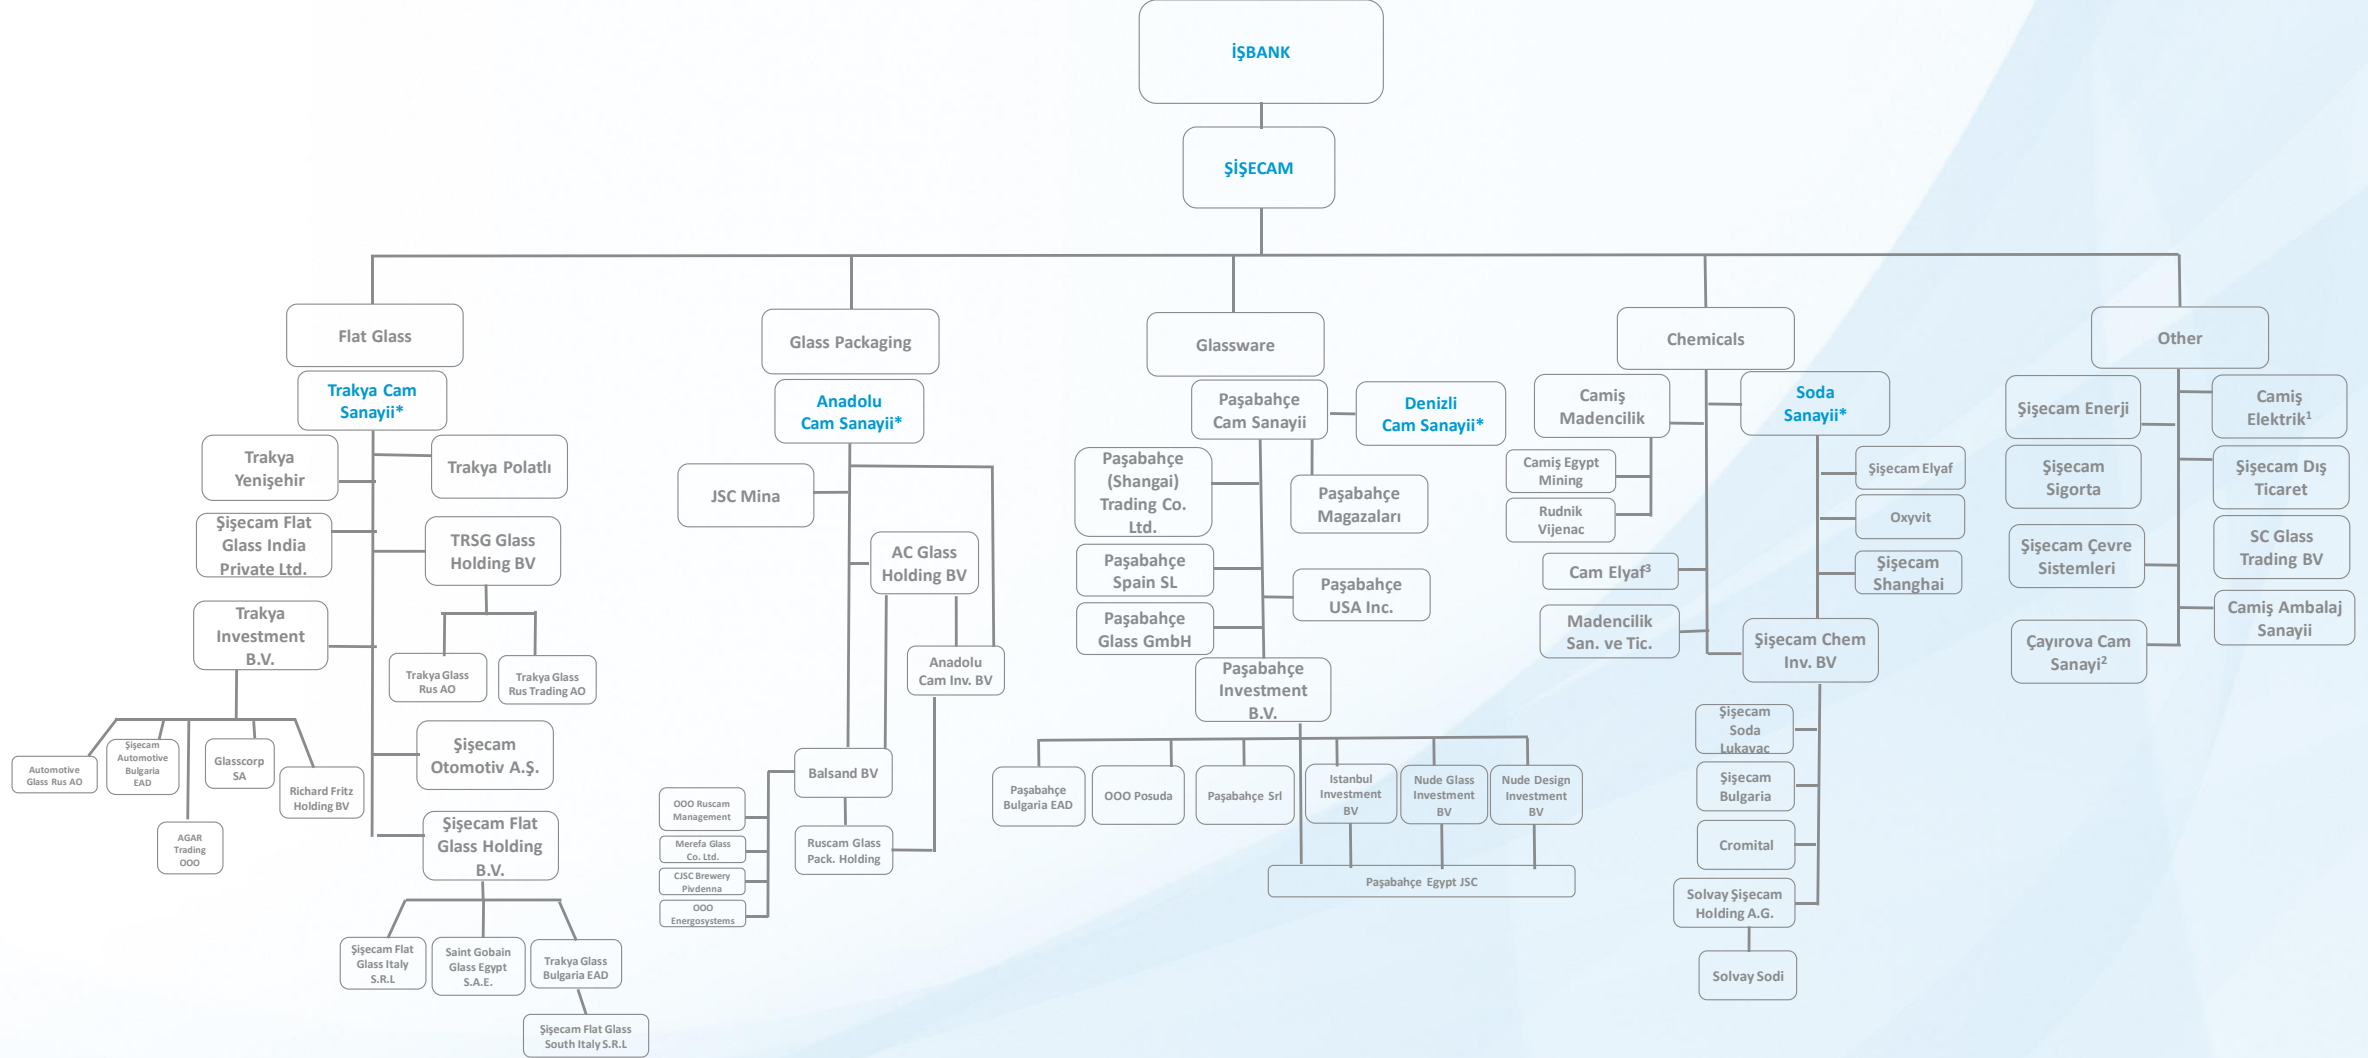 İŞBANK
ŞİŞECAM
Flat Glass
Trakya Cam
Sanayii*
Trakya
Yenişehir
Trakya Polatlı
Şişecam Flat
Glass India
Private Ltd.
TRSG Glass
Holding BV
Trakya
Investment
B.V.
Trakya Glass
Rus AO
Trakya Glass
Rus Trading AO
Automotive
Glass Rus AO
Şişecam
Automotive
Bulgaria
EAD
Glasscorp
SA
Richard Fritz
Holding BV
AGAR
Trading
OOO
Şişecam
Otomotiv A.Ş.
Şişecam Flat
Glass Holding
B.V.
Şişecam Flat
Glass Italy
S.R.L
Saint Gobain
Glass Egypt
S.A.E.
Trakya Glass
Bulgaria EAD
Şişecam Flat Glass
South Italy S.R.L
Glass Packaging
Anadolu
Cam Sanayii*
JSC Mina
AC Glass
Holding BV
Anadolu
Cam Inv. BV
Balsand BV
OOO Ruscam
Management
Merefa Glass
Co. Ltd.
CJSC Brewery
Pivdenna
OOO
Energosystems
Ruscam Glass
Pack. Holding
Glassware
Paşabahçe
Cam Sanayii
Denizli
Cam Sanayii*
Paşabahçe
(Shangai)
Trading Co.
Ltd.
Paşabahçe
Magazaları
Paşabahçe
Spain SL
Paşabahçe
USA Inc.
Paşabahçe
Glass GmbH
Paşabahçe
Investment
B.V.
Paşabahçe
Bulgaria EAD
OOO Posuda
Paşabahçe Srl
Istanbul
Investment
BV
Nude Glass
Investment
BV
Nude Design
Investment
BV
Paşabahçe Egypt JSC
Chemicals
Camiş
Madencilik
Soda
Sanayii*
Camiş Egypt
Mining
Rudnik
Vijenac
Cam Elyaf³
Madencilik
San. ve Tic.
Şişecam Elyaf
Oxyvit
Şişecam
Shanghai
Şişecam Chem
Inv. BV
Şişecam
Soda
Lukavac
Şişecam
Bulgaria
Cromital
Solvay Şişecam
Holding A.G.
Solvay Sodi
Other
Şişecam Enerji
Camiş
Elektrik¹
Şişecam
Sigorta
Şişecam Dış
Ticaret
Şişecam Çevre
Sistemleri
SC Glass
Trading BV
Çayırova Cam
Sanayi²
Camiş Ambalaj
Sanayii